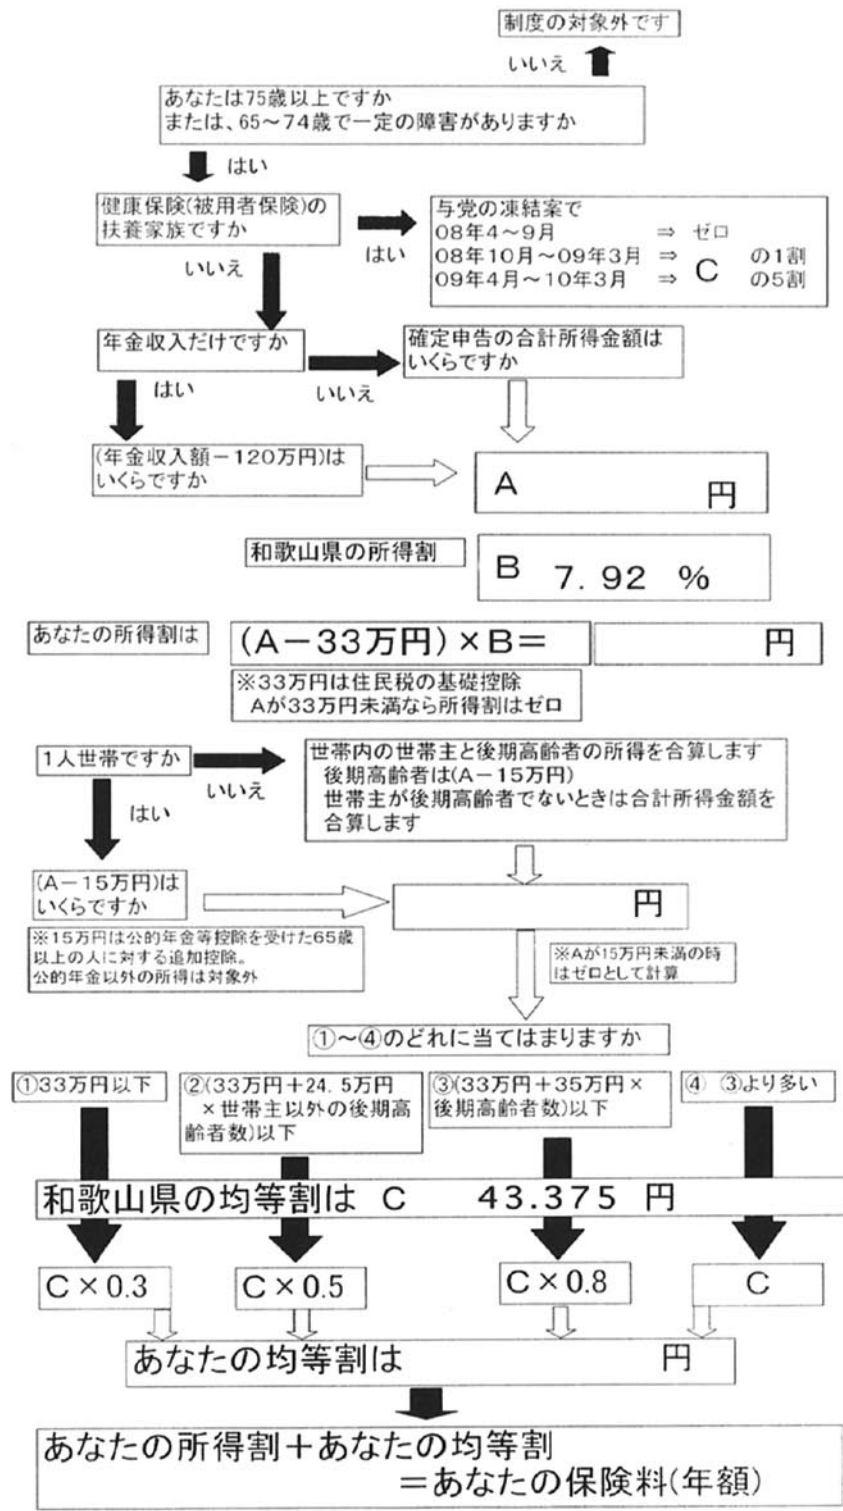 制度の対象外です
いいえ
あなたは75歳以上ですか
または、65～74歳で一定の障害がありますか
はい
健康保険(被用者保険)の
扶養家族ですか
はい
いいえ
与党の凍結案で
08年4～9月 ⇒ ゼロ
08年10月～09年3月 ⇒ C の1割
09年4月～10年3月 ⇒ の5割
年金収入だけですか
いいえ
はい
確定申告の合計所得金額は
いくらですか
(年金収入額－120万円)は
いくらですか
A 円
和歌山県の所得割
B 7.92 %
あなたの所得割は
(A－33万円)×B＝ 円
※33万円は住民税の基礎控除
Aが33万円未満なら所得割はゼロ
1人世帯ですか
いいえ
はい
世帯内の世帯主と後期高齢者の所得を合算します
後期高齢者は(A－15万円)
世帯主が後期高齢者でないときは合計所得金額を
合算します
(A－15万円)は
いくらですか
円
※15万円は公的年金等控除を受けた65歳
以上の人に対する追加控除。
公的年金以外の所得は対象外
※Aが15万円未満の時
はゼロとして計算
①～④のどれに当てはまりますか
①33万円以下
②(33万円＋24.5万円
×世帯主以外の後期高
齢者数)以下
③(33万円＋35万円×
後期高齢者数)以下
④ ③より多い
和歌山県の均等割は C 43.375 円
C×0.3
C×0.5
C×0.8
C
あなたの均等割は 円
あなたの所得割＋あなたの均等割
＝あなたの保険料(年額)